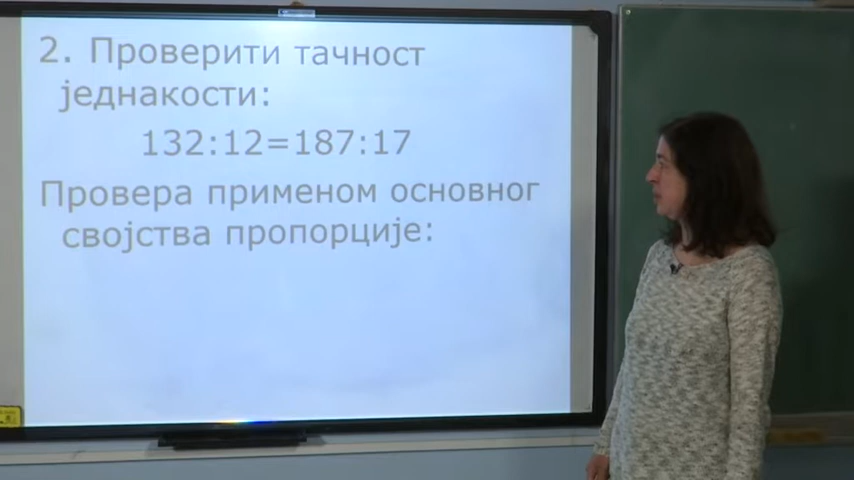 2. Проверити тачност
једнакости:
132:12=187:17
Провера применом основног
својства пропорције: